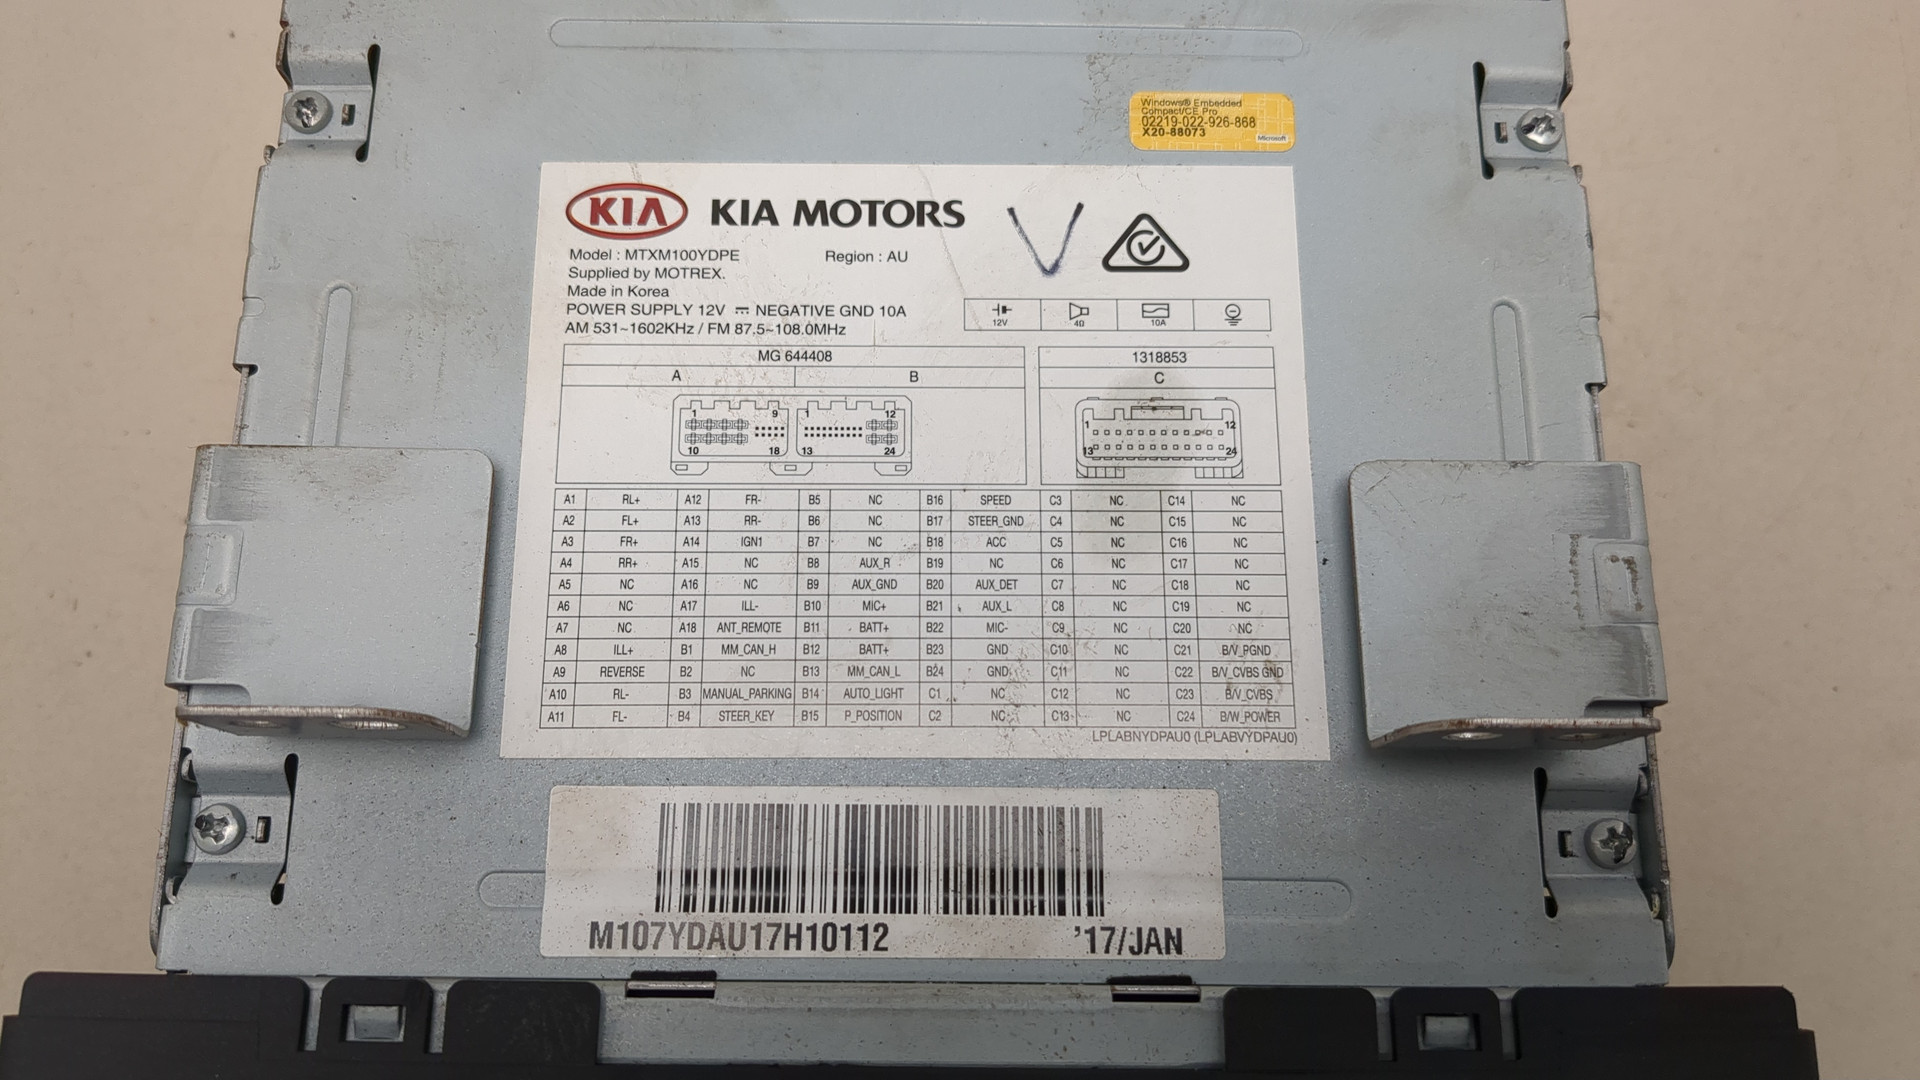 Windows® Embedded
Compact/CE Pro
02219-022-926-868
X20-88073
Microsoft
KIA KIA MOTORS
Model : MTXM100YDPE Region : AU
Supplied by MOTREX.
Made in Korea
POWER SUPPLY 12V ⎓ NEGATIVE GND 10A
AM 531~1602KHz / FM 87.5~108.0MHz
12V 4Ω 10A
MG 644408 1318853
A B C
1 9 1 12 1 12
10 18 13 24 13 24
A1 RL+ A12 FR- B5 NC B16 SPEED C3 NC C14 NC
A2 FL+ A13 RR- B6 NC B17 STEER_GND C4 NC C15 NC
A3 FR+ A14 IGN1 B7 NC B18 ACC C5 NC C16 NC
A4 RR+ A15 NC B8 AUX_R B19 NC C6 NC C17 NC
A5 NC A16 NC B9 AUX_GND B20 AUX_DET C7 NC C18 NC
A6 NC A17 ILL- B10 MIC+ B21 AUX_L C8 NC C19 NC
A7 NC A18 ANT_REMOTE B11 BATT+ B22 MIC- C9 NC C20 NC
A8 ILL+ B1 MM_CAN_H B12 BATT+ B23 GND C10 NC C21 B/V_PGND
A9 REVERSE B2 NC B13 MM_CAN_L B24 GND C11 NC C22 B/V_CVBS GND
A10 RL- B3 MANUAL_PARKING B14 AUTO_LIGHT C1 NC C12 NC C23 B/V_CVBS
A11 FL- B4 STEER_KEY B15 P_POSITION C2 NC C13 NC C24 B/W_POWER
LPLABNYDPAU0 (LPLABVYDPAU0)
M107YDAU17H10112 '17/JAN